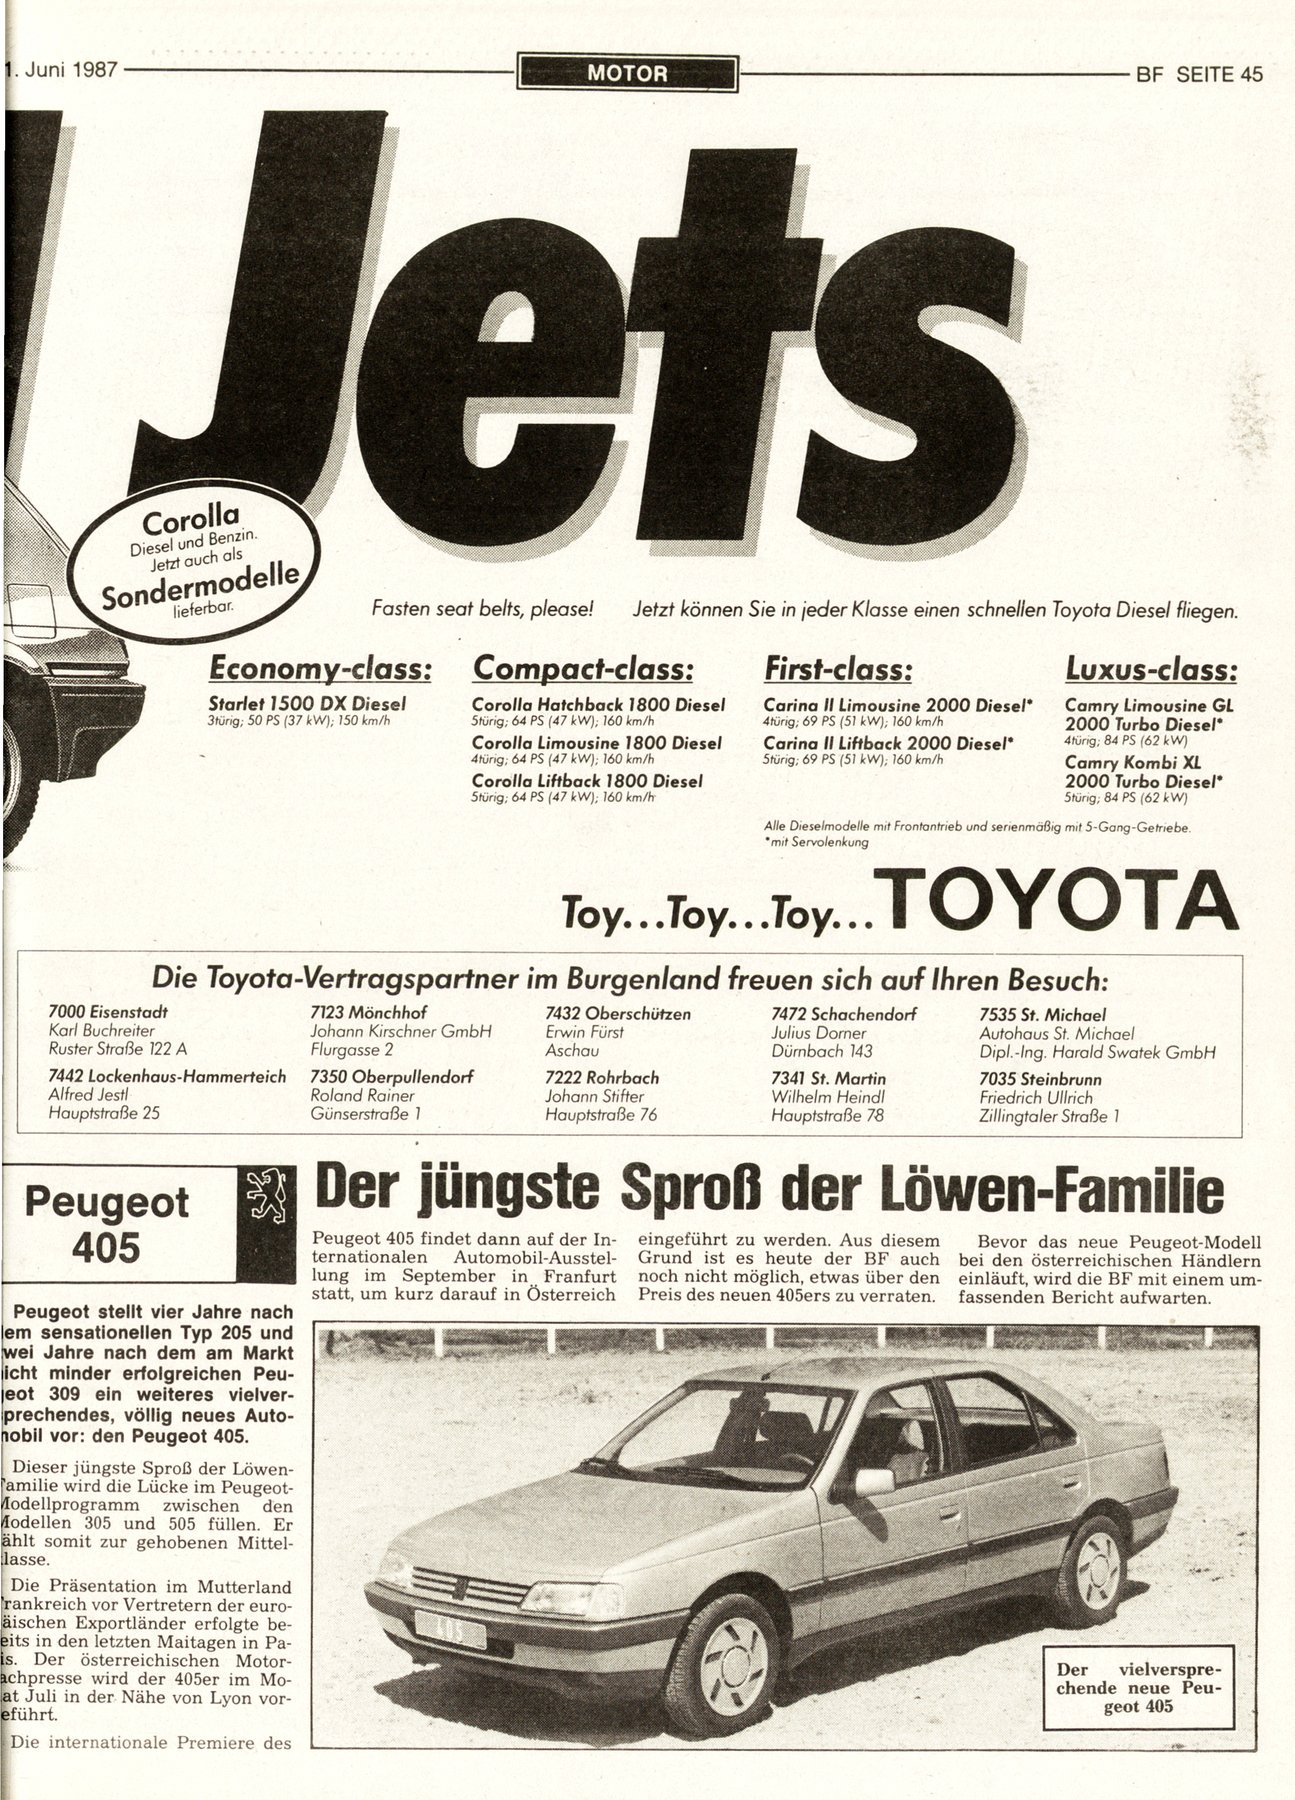 1. Juni 1987
MOTOR
BF SEITE 45
Jets
Corolla
Diesel und Benzin.
Jetzt auch als
Sondermodelle
lieferbar.
Fasten seat belts, please! Jetzt können Sie in jeder Klasse einen schnellen Toyota Diesel fliegen.
Economy-class:
Starlet 1500 DX Diesel
3türig; 50 PS (37 kW); 150 km/h
Compact-class:
Corolla Hatchback 1800 Diesel
5türig; 64 PS (47 kW); 160 km/h
Corolla Limousine 1800 Diesel
4türig; 64 PS (47 kW); 160 km/h
Corolla Liftback 1800 Diesel
5türig; 64 PS (47 kW); 160 km/h
First-class:
Carina II Limousine 2000 Diesel*
4türig; 69 PS (51 kW); 160 km/h
Carina II Liftback 2000 Diesel*
5türig; 69 PS (51 kW); 160 km/h
Luxus-class:
Camry Limousine GL
2000 Turbo Diesel*
4türig; 84 PS (62 kW)
Camry Kombi XL
2000 Turbo Diesel*
5türig; 84 PS (62 kW)
Alle Dieselmodelle mit Frontantrieb und serienmäßig mit 5-Gang-Getriebe.
*mit Servolenkung
Toy...Toy...Toy...TOYOTA
Die Toyota-Vertragspartner im Burgenland freuen sich auf Ihren Besuch:
7000 Eisenstadt
Karl Buchreiter
Ruster Straße 122 A
7123 Mönchhof
Johann Kirschner GmbH
Flurgasse 2
7432 Oberschützen
Erwin Fürst
Aschau
7472 Schachendorf
Julius Dorner
Dürnbach 143
7535 St. Michael
Autohaus St. Michael
Dipl.-Ing. Harald Swatek GmbH
7442 Lockenhaus-Hammerteich
Alfred Jestl
Hauptstraße 25
7350 Oberpullendorf
Roland Rainer
Günserstraße 1
7222 Rohrbach
Johann Stifter
Hauptstraße 76
7341 St. Martin
Wilhelm Heindl
Hauptstraße 78
7035 Steinbrunn
Friedrich Ullrich
Zillingtaler Straße 1
Peugeot
405
Der jüngste Sproß der Löwen-Familie
Peugeot stellt vier Jahre nach
em sensationellen Typ 205 und
wei Jahre nach dem am Markt
icht minder erfolgreichen Peu-
eot 309 ein weiteres vielver-
prechendes, völlig neues Auto-
nobil vor: den Peugeot 405.
Dieser jüngste Sproß der Löwen-
Familie wird die Lücke im Peugeot-
Modellprogramm zwischen den
Modellen 305 und 505 füllen. Er
ählt somit zur gehobenen Mittel-
lasse.
Die Präsentation im Mutterland
Frankreich vor Vertretern der euro-
äischen Exportländer erfolgte be-
eits in den letzten Maitagen in Pa-
is. Der österreichischen Motor-
achpresse wird der 405er im Mo-
at Juli in der Nähe von Lyon vor-
eführt.
Die internationale Premiere des
Peugeot 405 findet dann auf der In-
ternationalen Automobil-Ausstel-
lung im September in Franfurt
statt, um kurz darauf in Österreich
eingeführt zu werden. Aus diesem
Grund ist es heute der BF auch
noch nicht möglich, etwas über den
Preis des neuen 405ers zu verraten.
Bevor das neue Peugeot-Modell
bei den österreichischen Händlern
einläuft, wird die BF mit einem um-
fassenden Bericht aufwarten.
405
Der vielverspre-
chende neue Peu-
geot 405